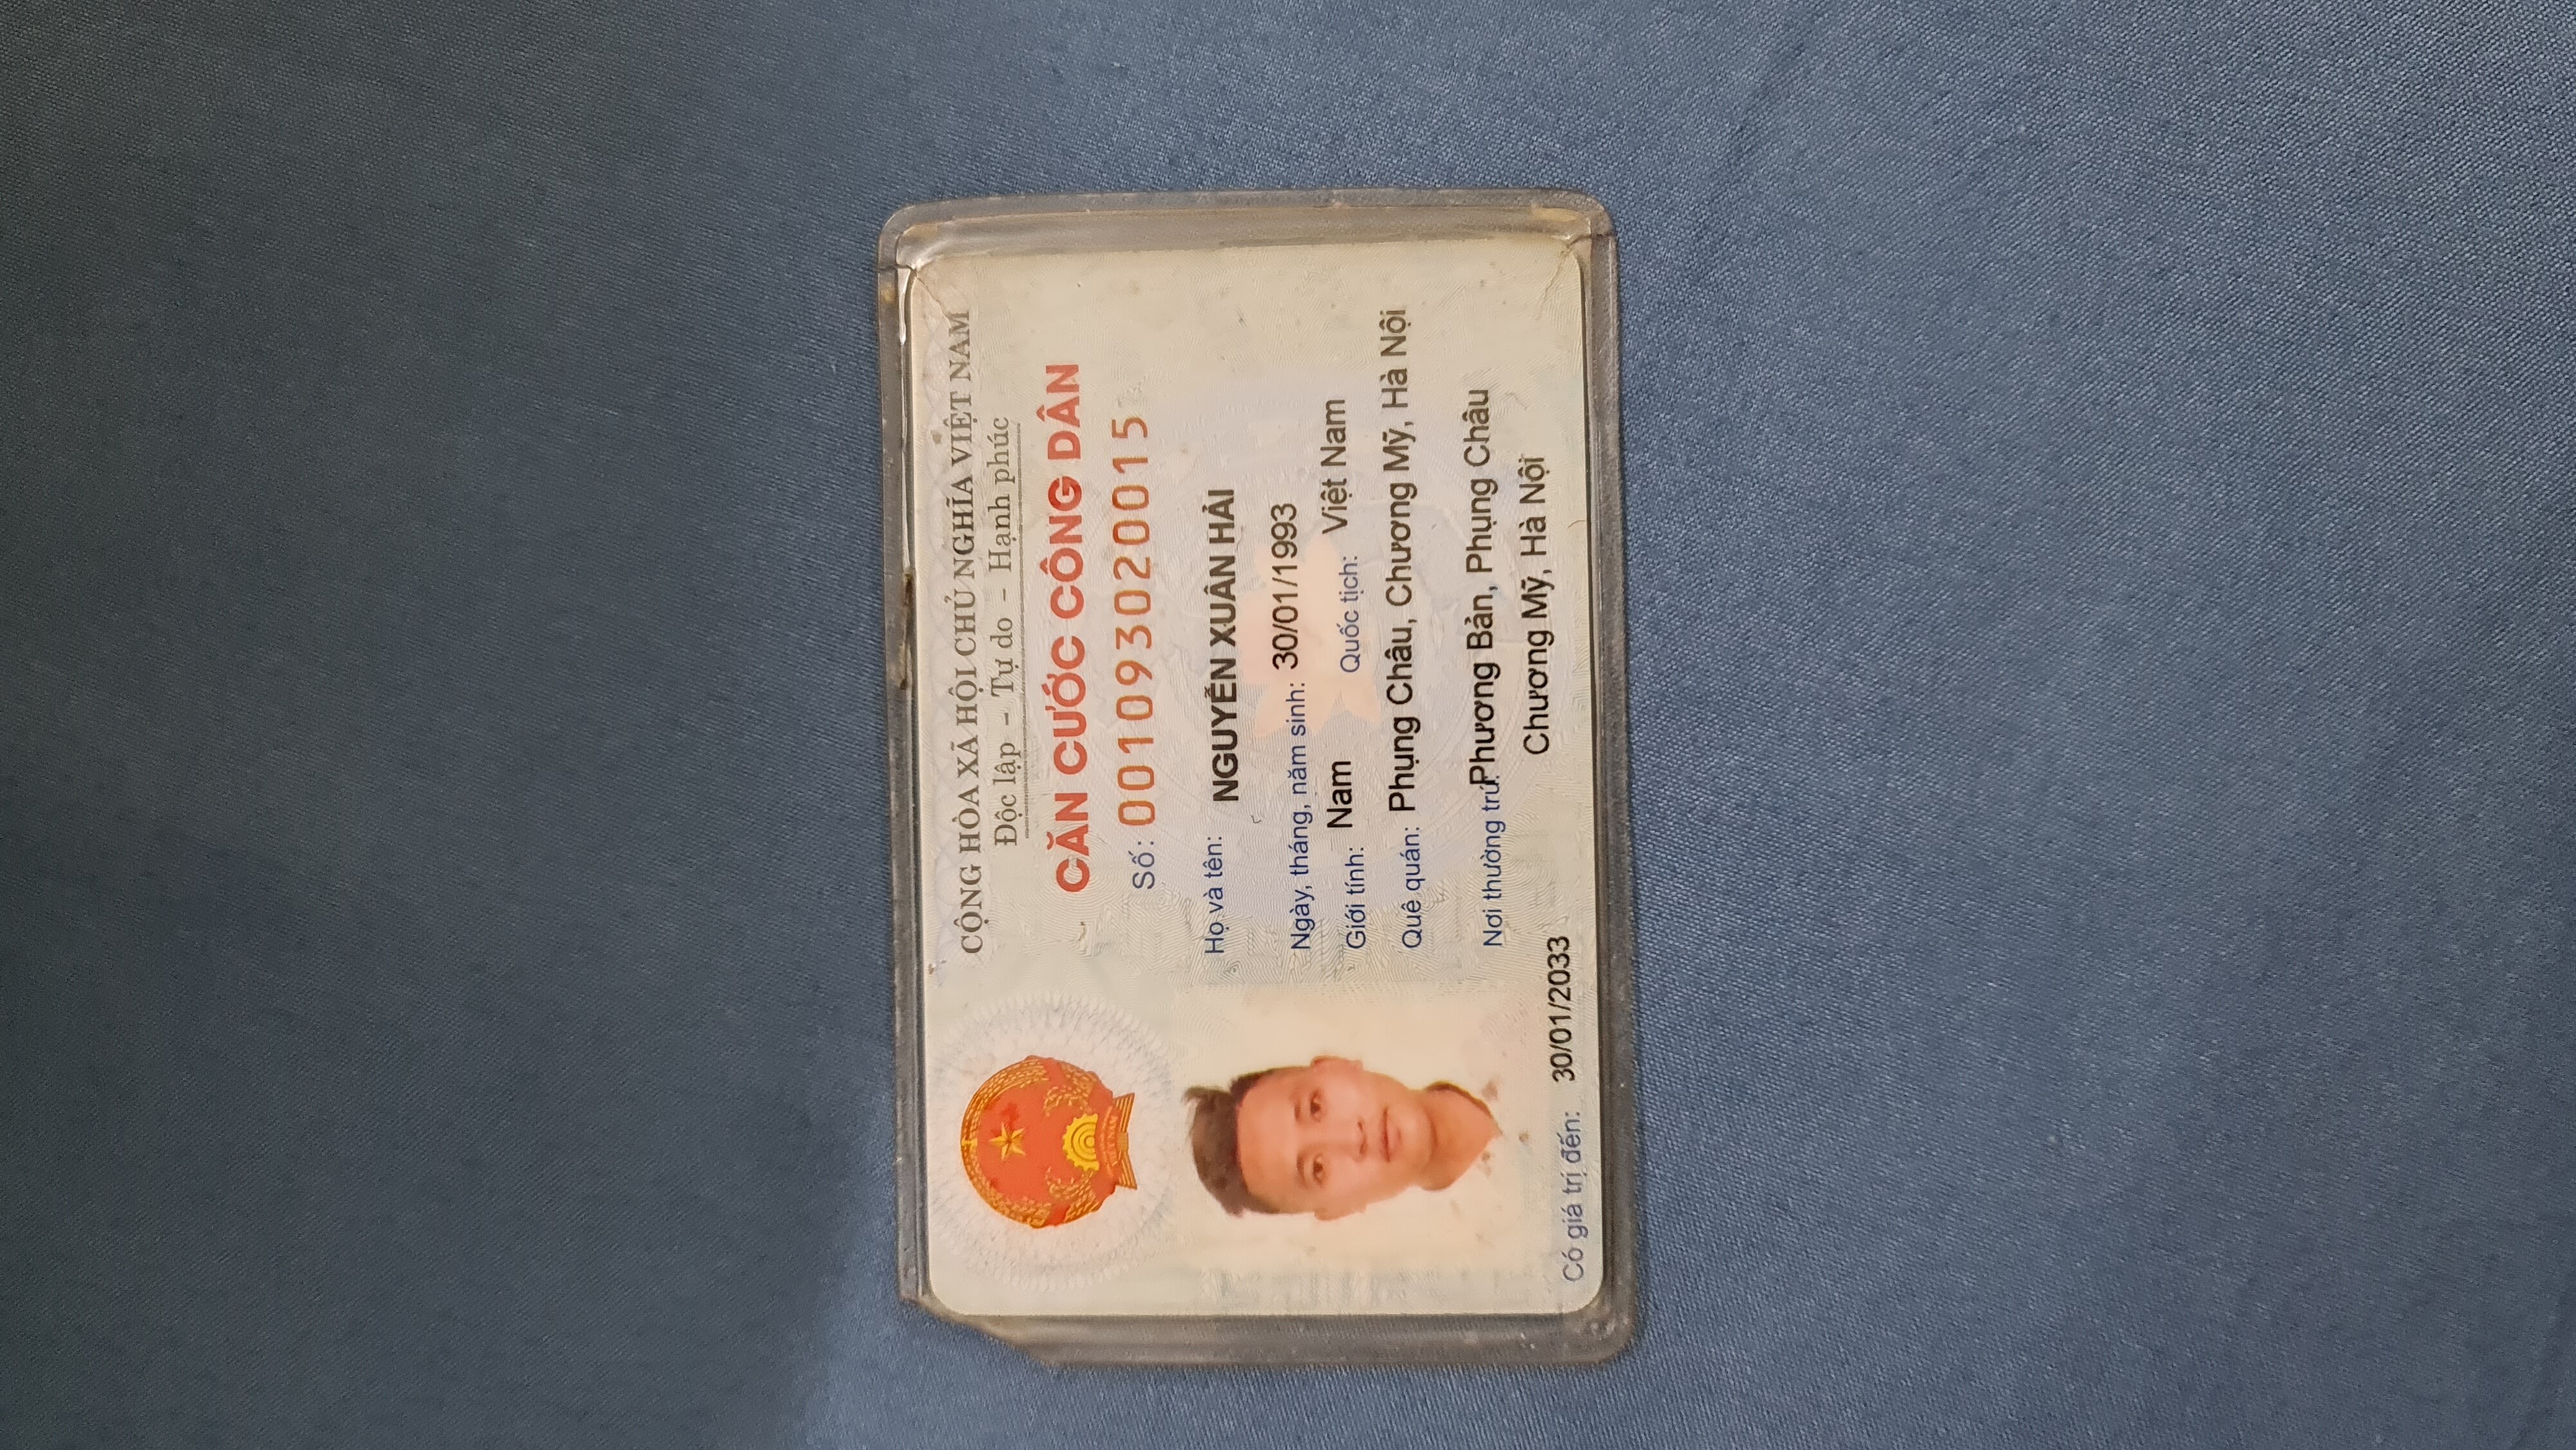 CỘNG HÒA XÃ HỘI CHỦ NGHĨA VIỆT NAM
Độc lập - Tự do - Hạnh phúc
CĂN CƯỚC CÔNG DÂN
Số: 001093020015
Họ và tên: NGUYỄN XUÂN HẢI
Ngày, tháng, năm sinh: 30/01/1993
Giới tính: Nam Quốc tịch: Việt Nam
Quê quán: Phụng Châu, Chương Mỹ, Hà Nội
Nơi thường trú: Phương Bản, Phụng Châu
Chương Mỹ, Hà Nội
Có giá trị đến: 30/01/2033